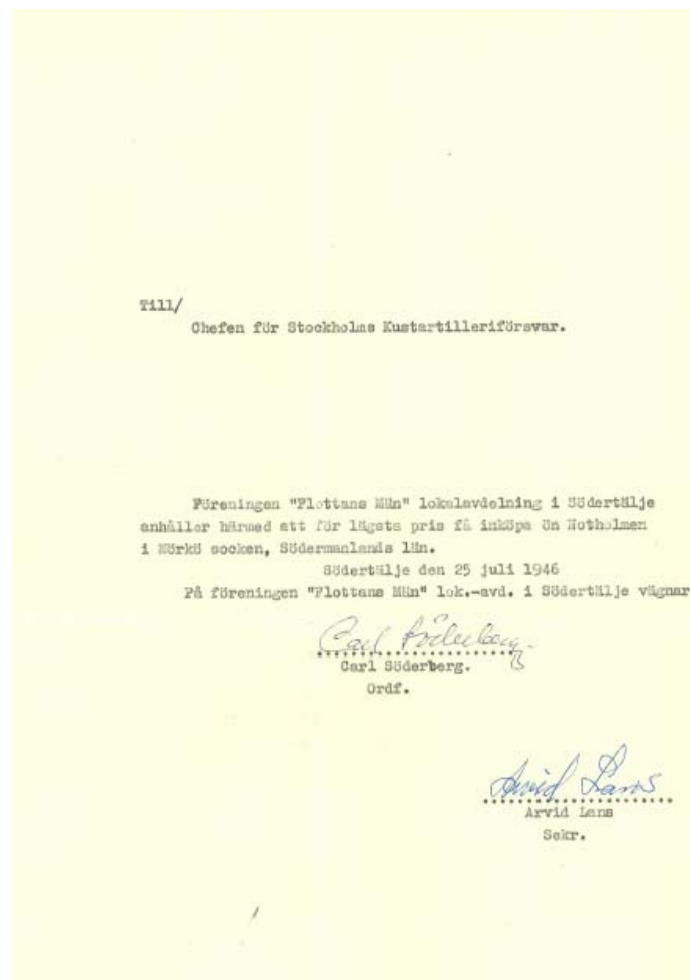 Till/
Chefen för Stockholms Kustartilleriförsvar.
Föreningen "Flottans Män" lokalavdelning i Södertälje
anhåller härmed att för lägsta pris få inköpa ön Notholmen
i Mörkö socken, Södermanlands län.
Södertälje den 25 juli 1946
På föreningen "Flottans Män" lok.-avd. i Södertälje vägnar
Carl Söderberg
Carl Söderberg.
Ordf.
Arvid Lans
Arvid Lans
Sekr.